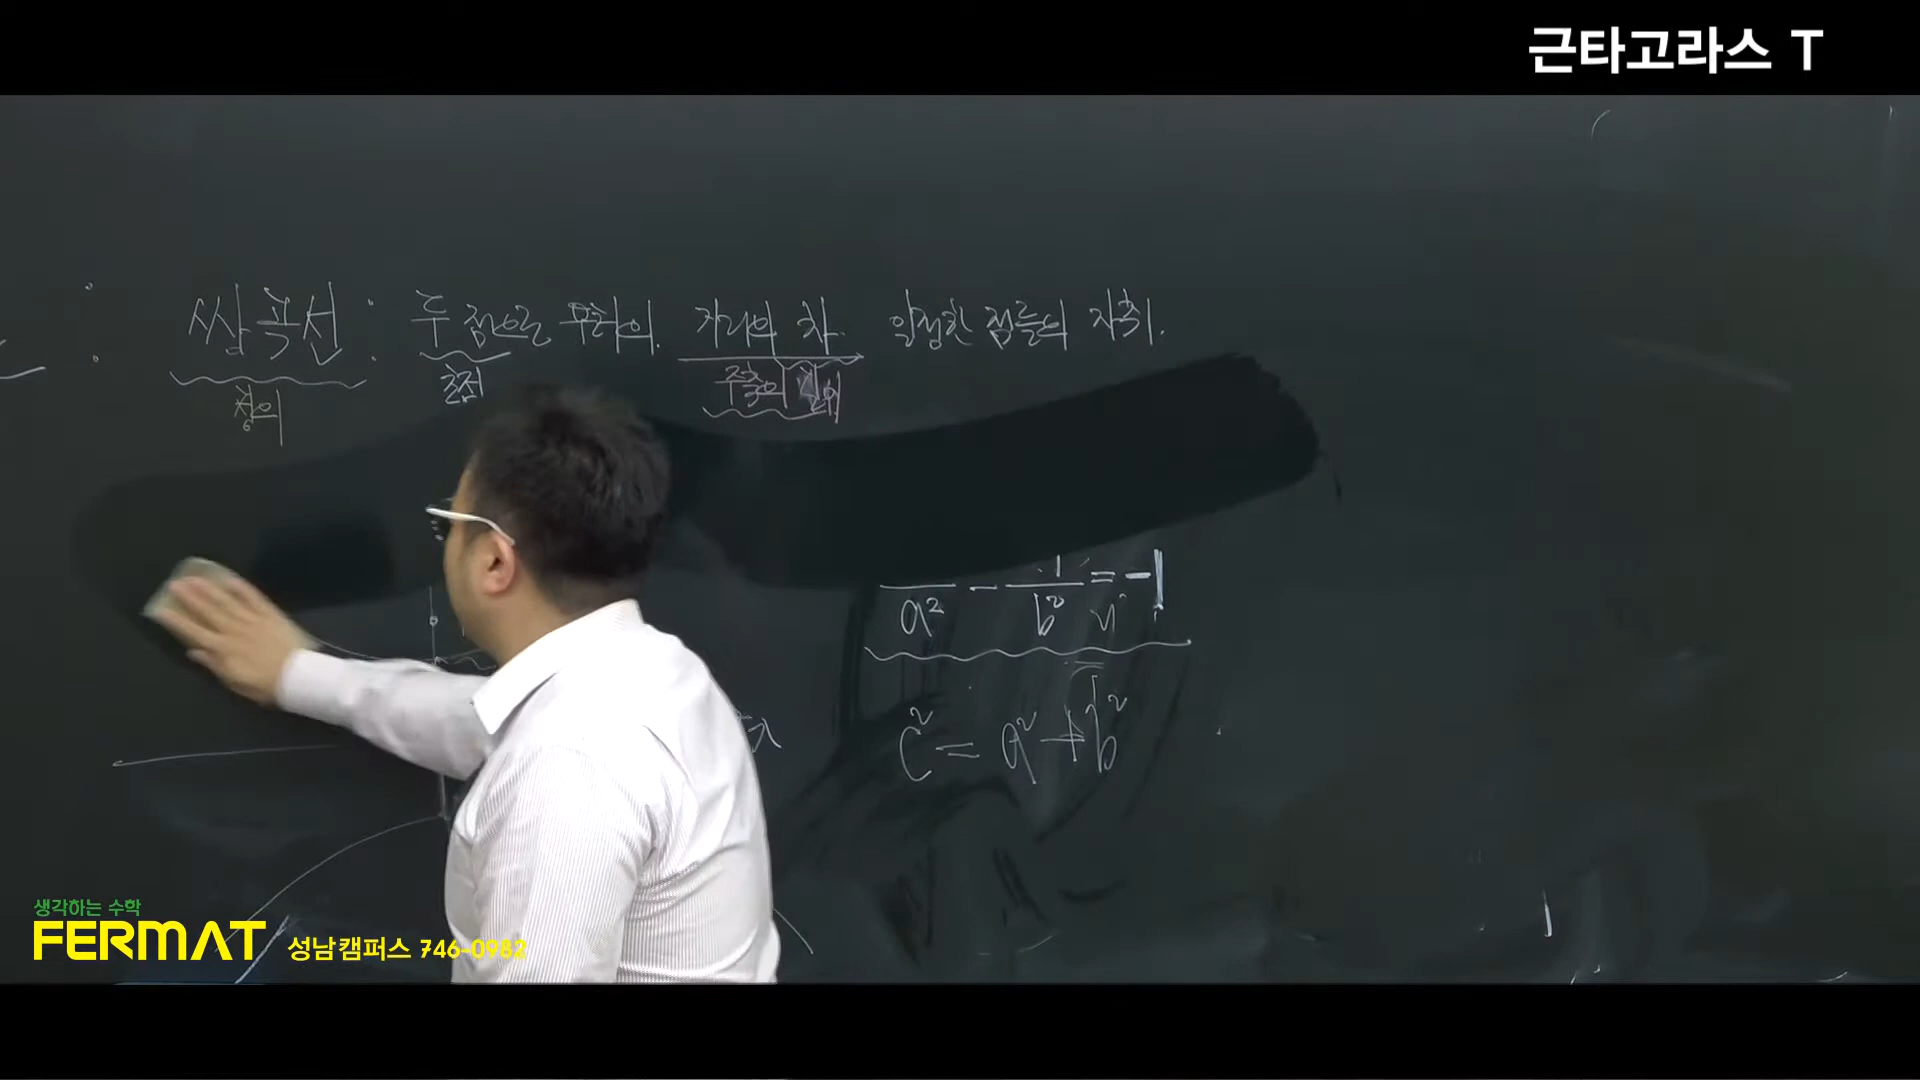 근타고라스 T
쌍곡선 : 두 점으로 부터의 거리의 차 일정한 점들의 자취.
정의 초점 주축의 길이
a² - b² = -1
c² = a² + b²
생각하는 수학
FERMAT 성남캠퍼스 746-0982